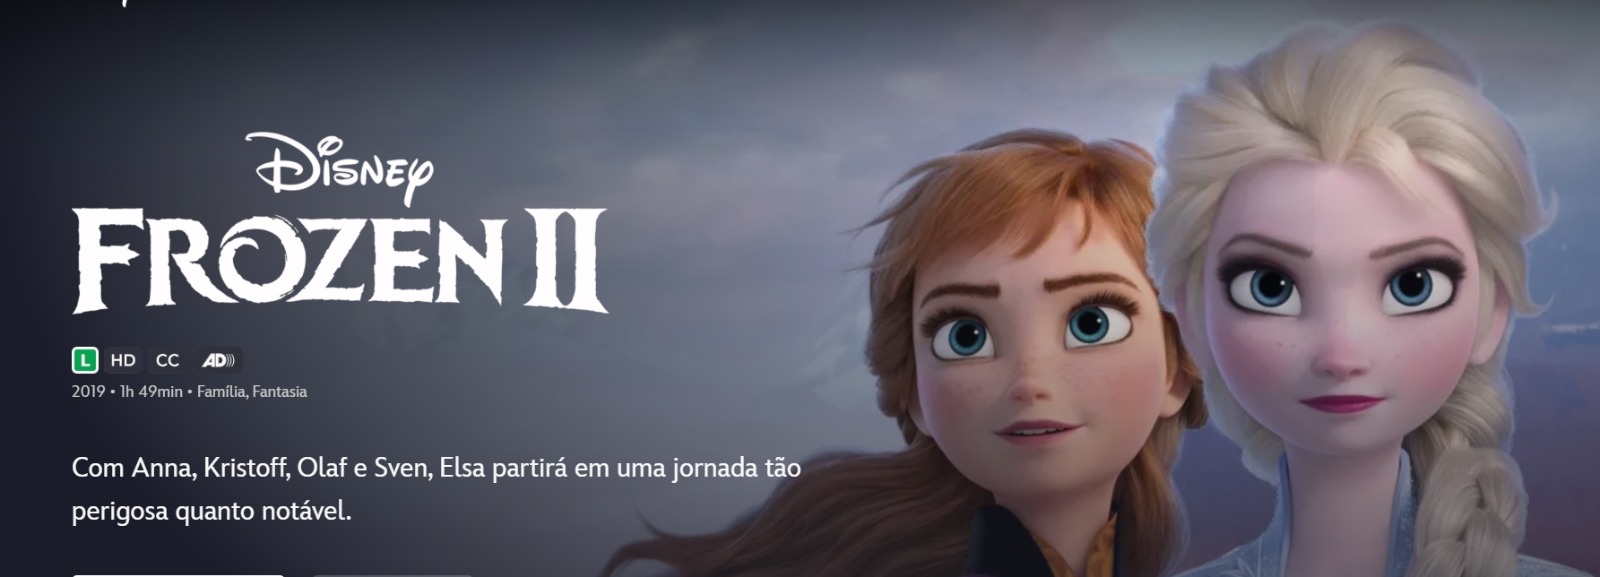 Disney
FROZEN II
L HD CC AD
2019 • 1h 49min • Família, Fantasia
Com Anna, Kristoff, Olaf e Sven, Elsa partirá em uma jornada tão
perigosa quanto notável.